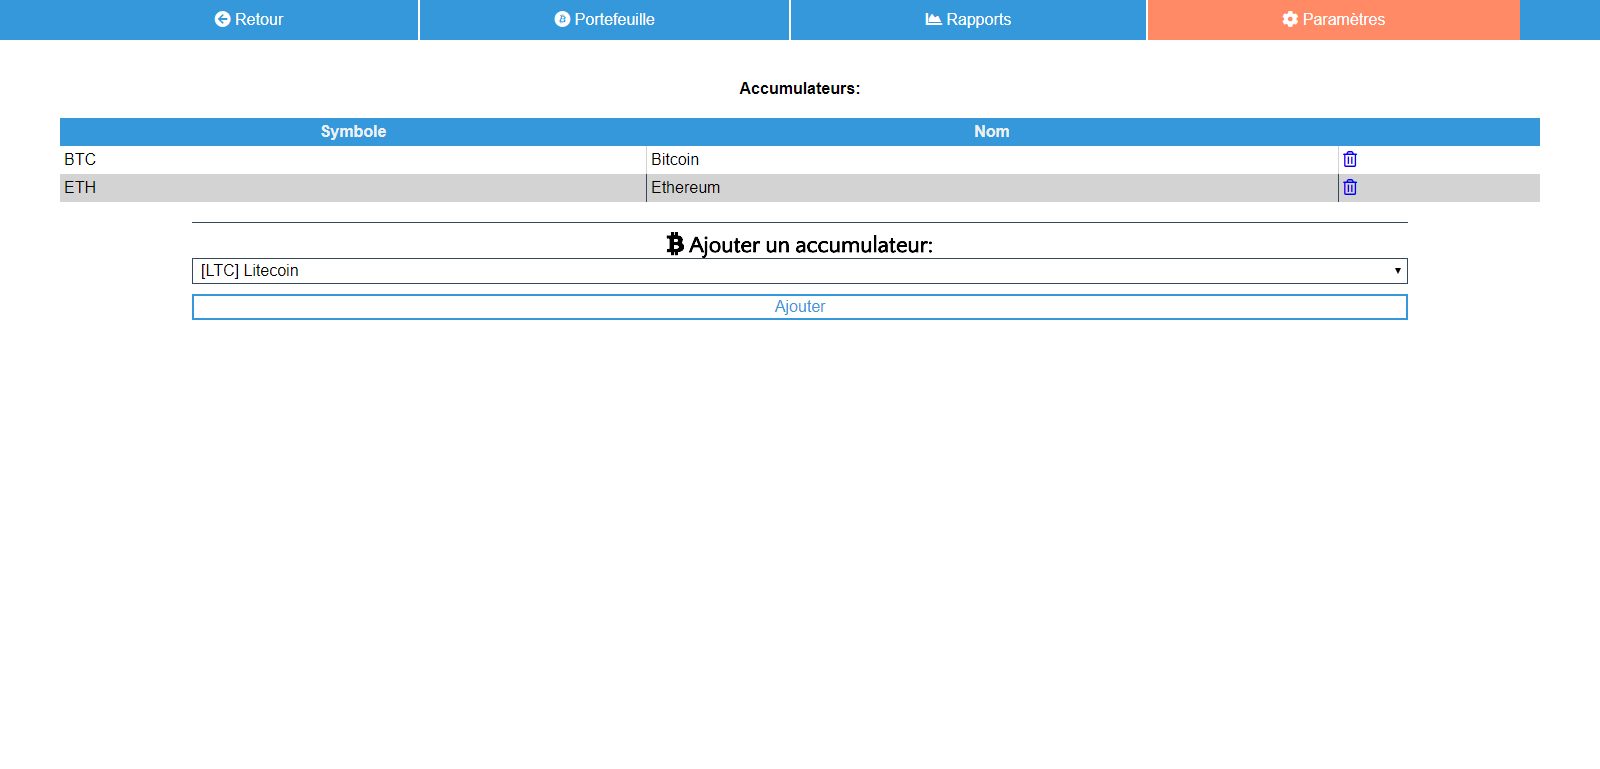 Retour Portefeuille Rapports Paramètres
Accumulateurs:
Symbole Nom
BTC Bitcoin
ETH Ethereum
Ajouter un accumulateur:
[LTC] Litecoin
Ajouter